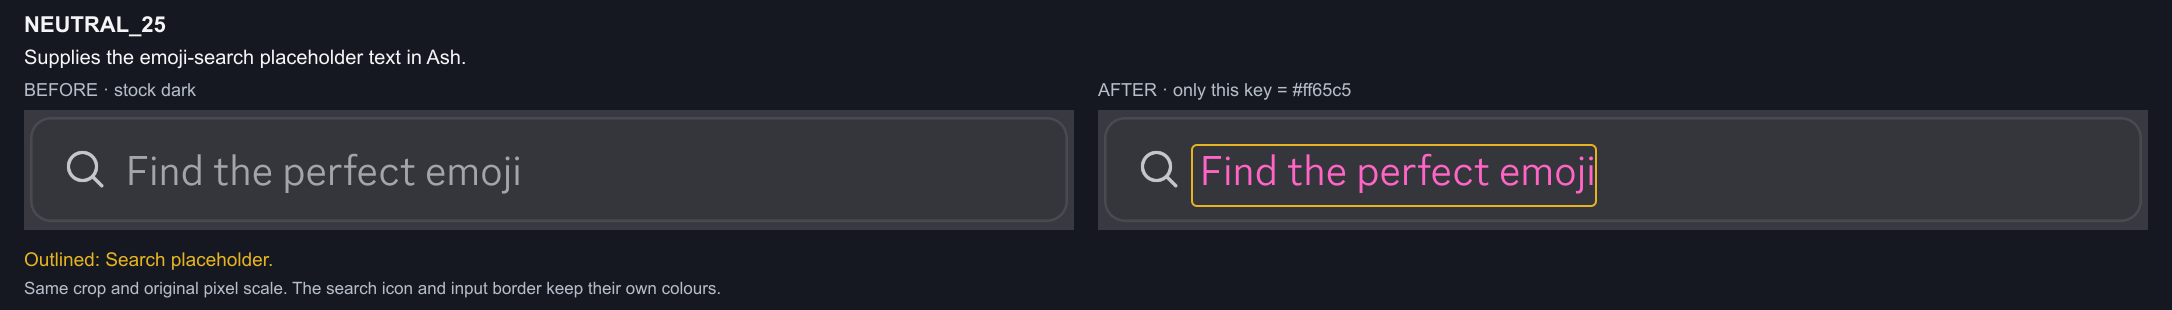 NEUTRAL_25
Supplies the emoji-search placeholder text in Ash.
BEFORE · stock dark
AFTER · only this key = #ff65c5
Find the perfect emoji
Find the perfect emoji
Outlined: Search placeholder.
Same crop and original pixel scale. The search icon and input border keep their own colours.